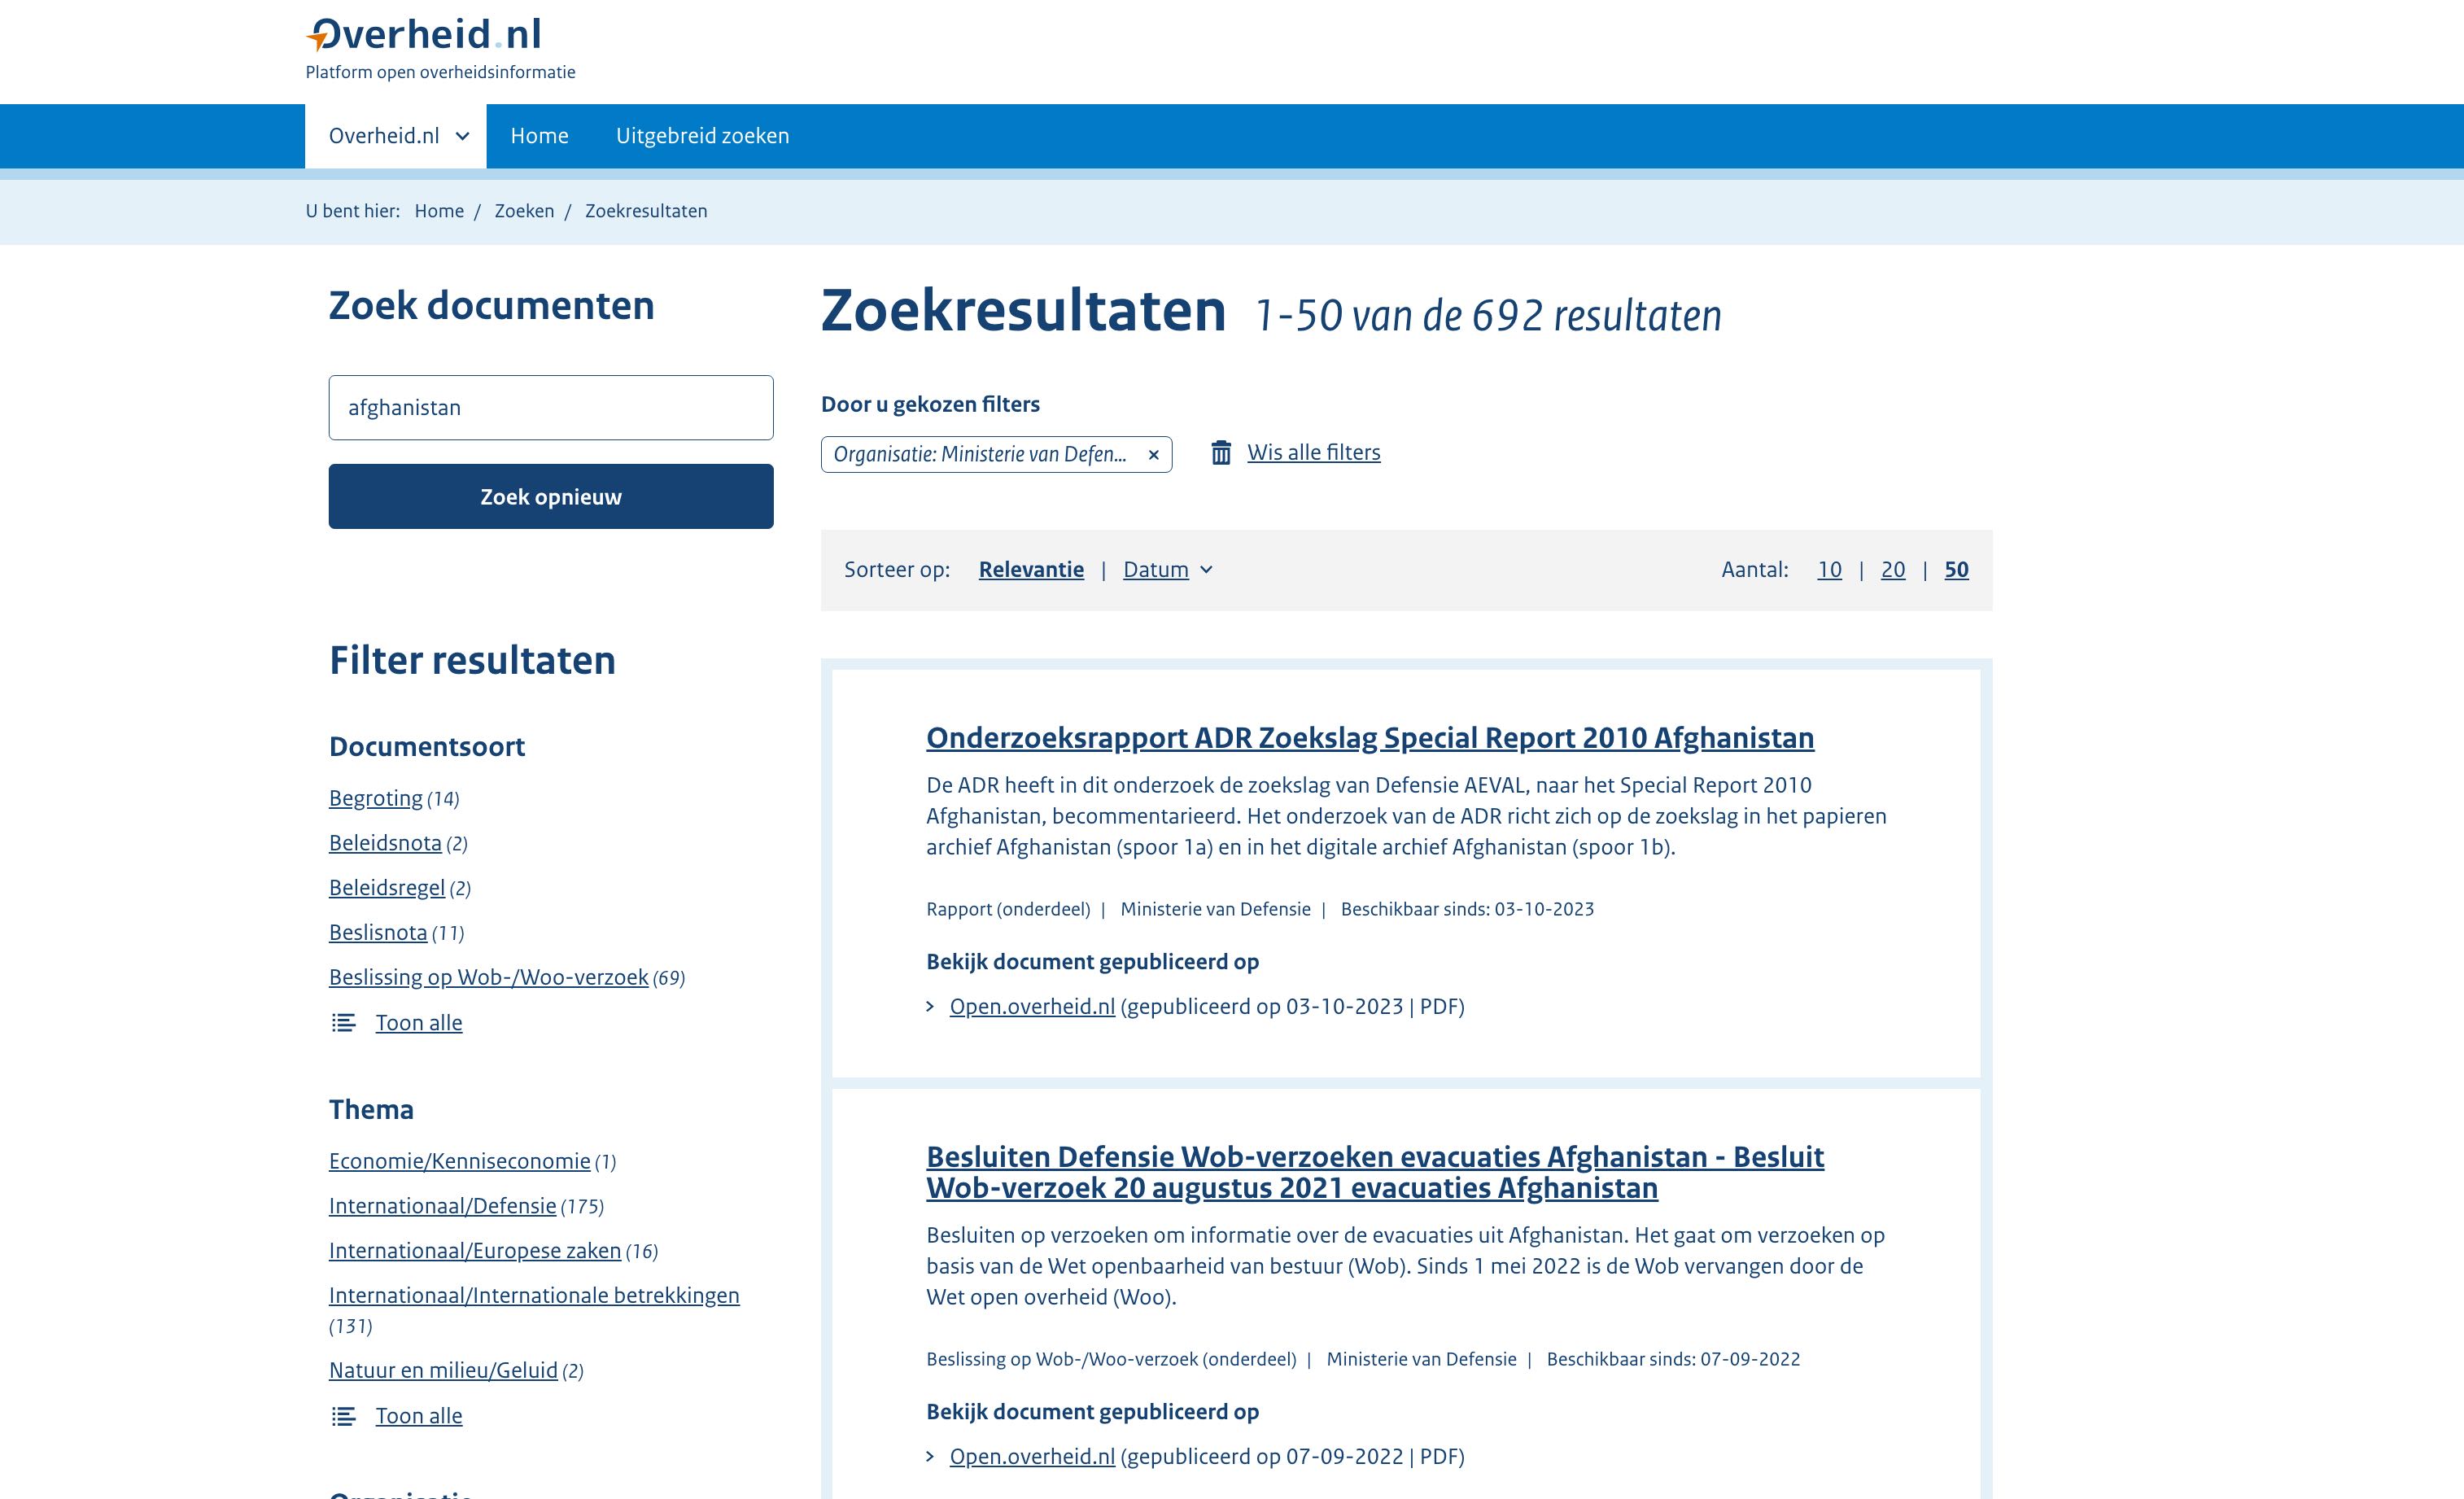 Overheid.nl
Platform open overheidsinformatie
Overheid.nl Home Uitgebreid zoeken
U bent hier: Home / Zoeken / Zoekresultaten
Zoek documenten
afghanistan
Zoek opnieuw
Filter resultaten
Documentsoort
Begroting (14)
Beleidsnota (2)
Beleidsregel (2)
Beslisnota (11)
Beslissing op Wob-/Woo-verzoek (69)
Toon alle
Thema
Economie/Kenniseconomie (1)
Internationaal/Defensie (175)
Internationaal/Europese zaken (16)
Internationaal/Internationale betrekkingen
(131)
Natuur en milieu/Geluid (2)
Toon alle
Zoekresultaten 1-50 van de 692 resultaten
Door u gekozen filters
Organisatie: Ministerie van Defen... × Wis alle filters
Sorteer op: Relevantie | Datum Aantal: 10 | 20 | 50
Onderzoeksrapport ADR Zoekslag Special Report 2010 Afghanistan
De ADR heeft in dit onderzoek de zoekslag van Defensie AEVAL, naar het Special Report 2010
Afghanistan, becommentarieerd. Het onderzoek van de ADR richt zich op de zoekslag in het papieren
archief Afghanistan (spoor 1a) en in het digitale archief Afghanistan (spoor 1b).
Rapport (onderdeel) | Ministerie van Defensie | Beschikbaar sinds: 03-10-2023
Bekijk document gepubliceerd op
> Open.overheid.nl (gepubliceerd op 03-10-2023 | PDF)
Besluiten Defensie Wob-verzoeken evacuaties Afghanistan - Besluit
Wob-verzoek 20 augustus 2021 evacuaties Afghanistan
Besluiten op verzoeken om informatie over de evacuaties uit Afghanistan. Het gaat om verzoeken op
basis van de Wet openbaarheid van bestuur (Wob). Sinds 1 mei 2022 is de Wob vervangen door de
Wet open overheid (Woo).
Beslissing op Wob-/Woo-verzoek (onderdeel) | Ministerie van Defensie | Beschikbaar sinds: 07-09-2022
Bekijk document gepubliceerd op
> Open.overheid.nl (gepubliceerd op 07-09-2022 | PDF)